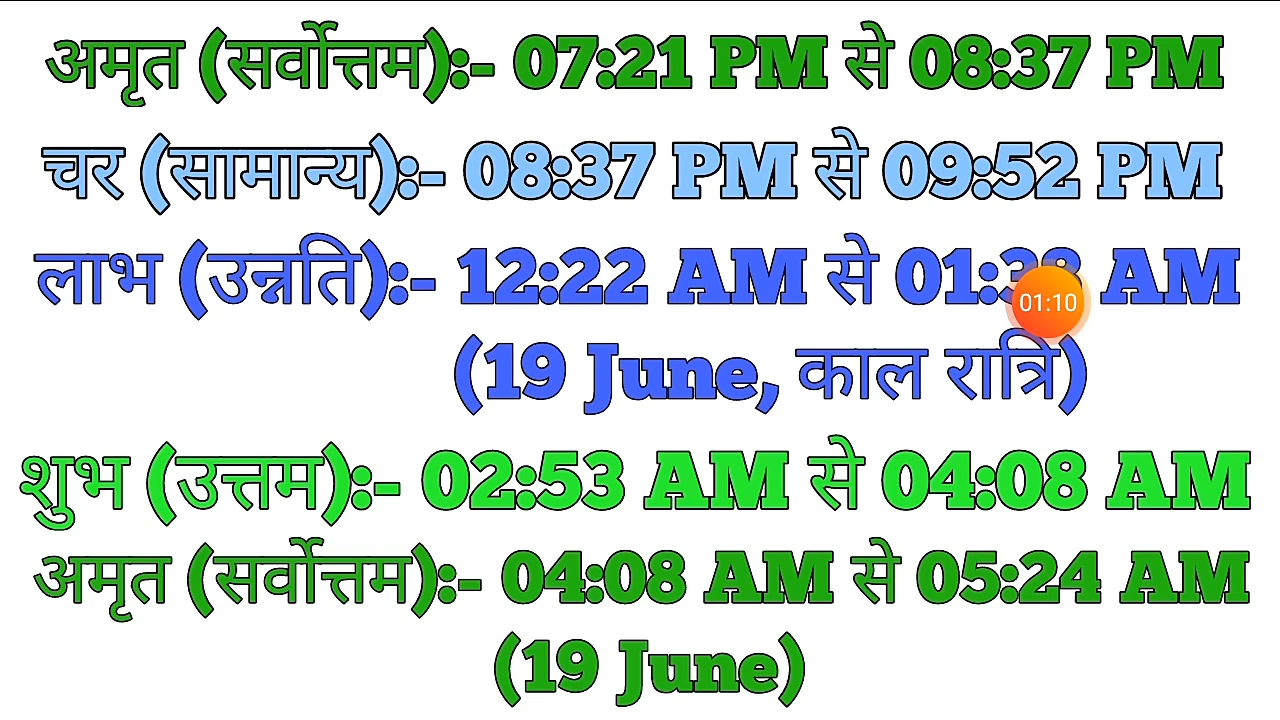 अमृत (सर्वोत्तम):- 07:21 PM से 08:37 PM
चर (सामान्य):- 08:37 PM से 09:52 PM
लाभ (उन्नति):- 12:22 AM से 01:38 AM
01:10
(19 June, काल रात्रि)
शुभ (उत्तम):- 02:53 AM से 04:08 AM
अमृत (सर्वोत्तम):- 04:08 AM से 05:24 AM
(19 June)